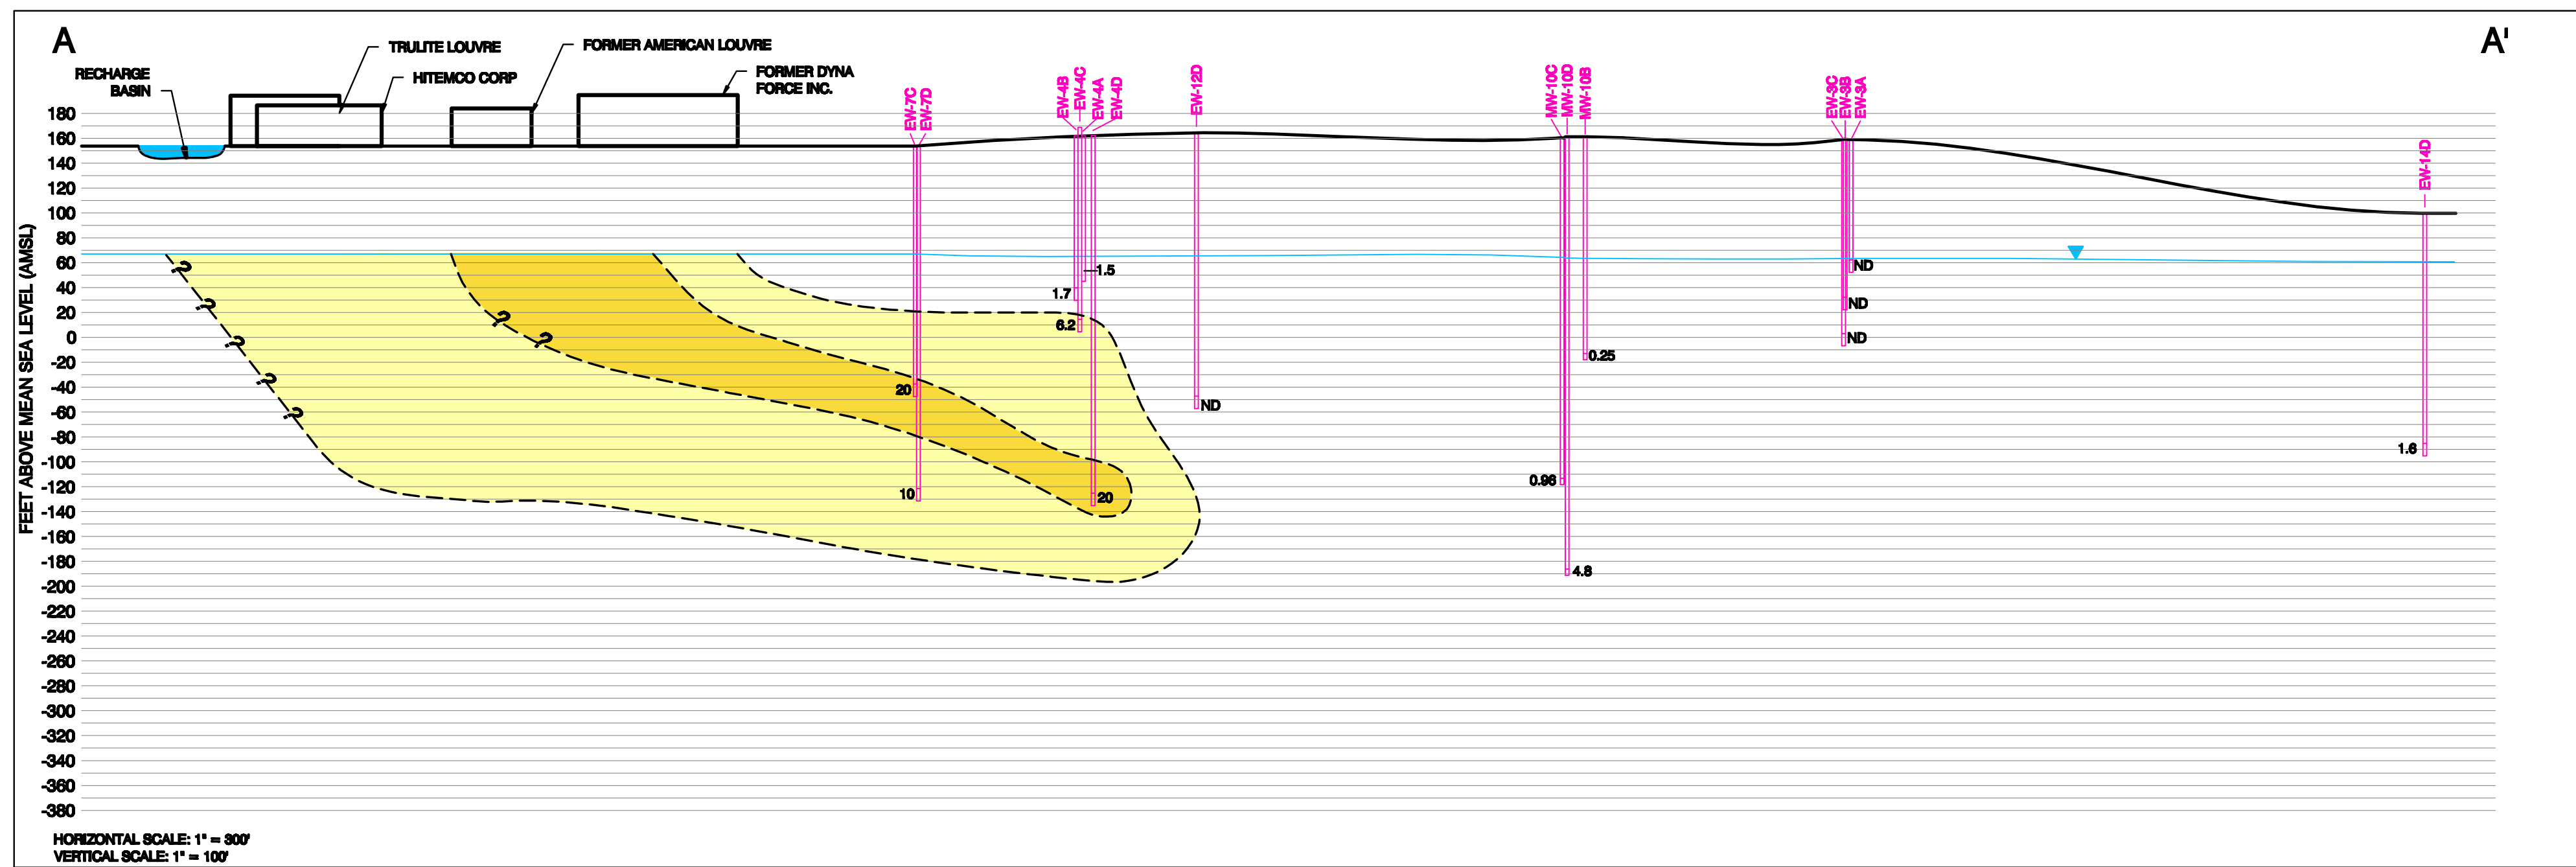 A
A'
TRULITE LOUVRE
FORMER AMERICAN LOUVRE
RECHARGE
BASIN
HITEMCO CORP
FORMER DYNA
FORCE INC.
EW-7C
EW-7D
EW-4B
EW-4C
EW-4A
EW-4D
EW-12D
MW-10C
MW-10D
MW-10B
EW-3C
EW-3B
EW-3A
EW-14D
FEET ABOVE MEAN SEA LEVEL (AMSL)
180
160
140
120
100
80
60
40
20
0
-20
-40
-60
-80
-100
-120
-140
-160
-180
-200
-220
-240
-260
-280
-300
-320
-340
-360
-380
?
?
?
?
?
?
?
20
10
1.5
1.7
6.2
20
ND
0.25
0.96
4.8
ND
ND
ND
1.6
HORIZONTAL SCALE: 1" = 300'
VERTICAL SCALE: 1" = 100'